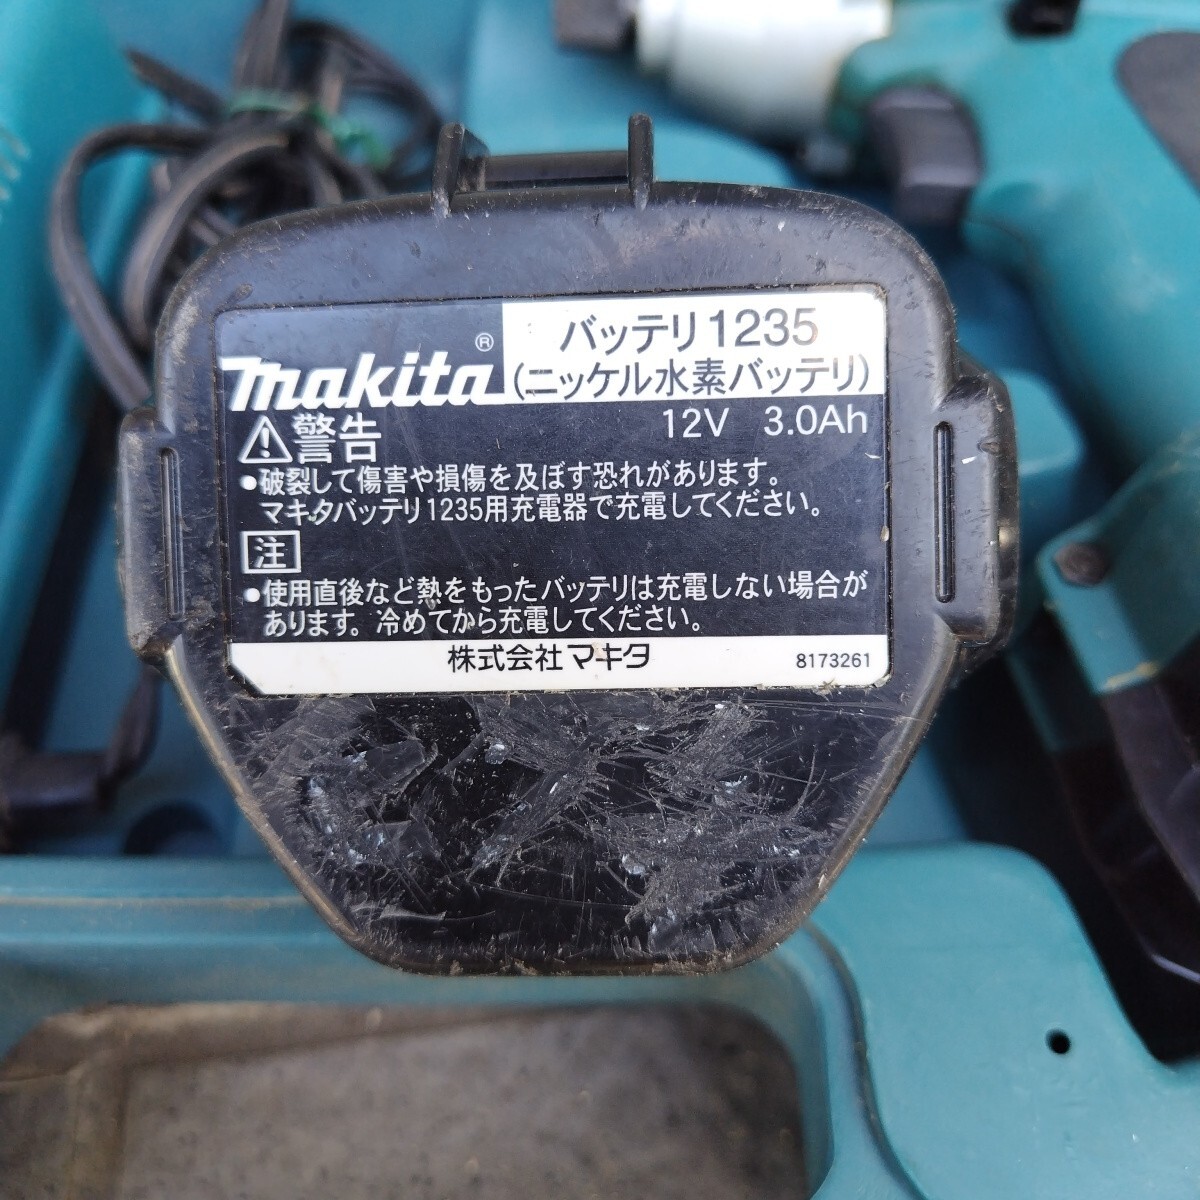 makita®
バッテリ1235
(ニッケル水素バッテリ)
12V 3.0Ah
⚠警告
●破裂して傷害や損傷を及ぼす恐れがあります。
マキタバッテリ1235用充電器で充電してください。
注
●使用直後など熱をもったバッテリは充電しない場合が
あります。冷めてから充電してください。
株式会社マキタ
8173261